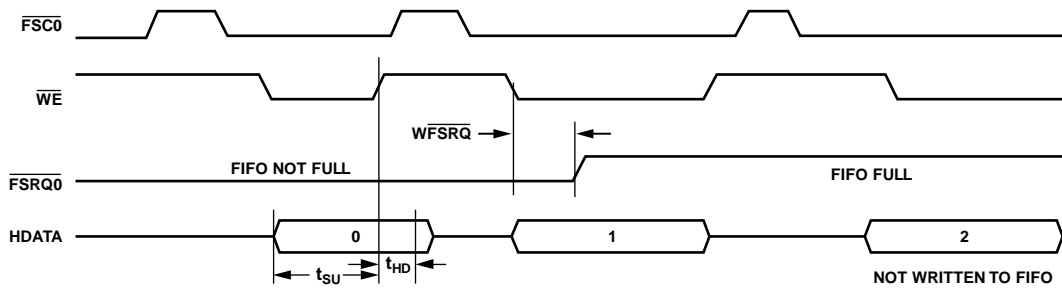 FSC0
WE
WFSRQ
FSRQ0
FIFO NOT FULL
FIFO FULL
HDATA
0
1
2
tSU
tHD
NOT WRITTEN TO FIFO